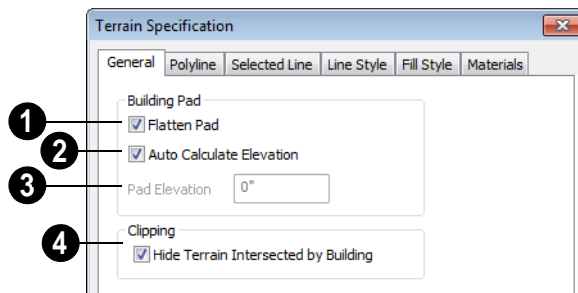 Terrain Specification
General Polyline Selected Line Line Style Fill Style Materials
Building Pad
1 Flatten Pad
2 Auto Calculate Elevation
3 Pad Elevation 0"
Clipping
4 Hide Terrain Intersected by Building